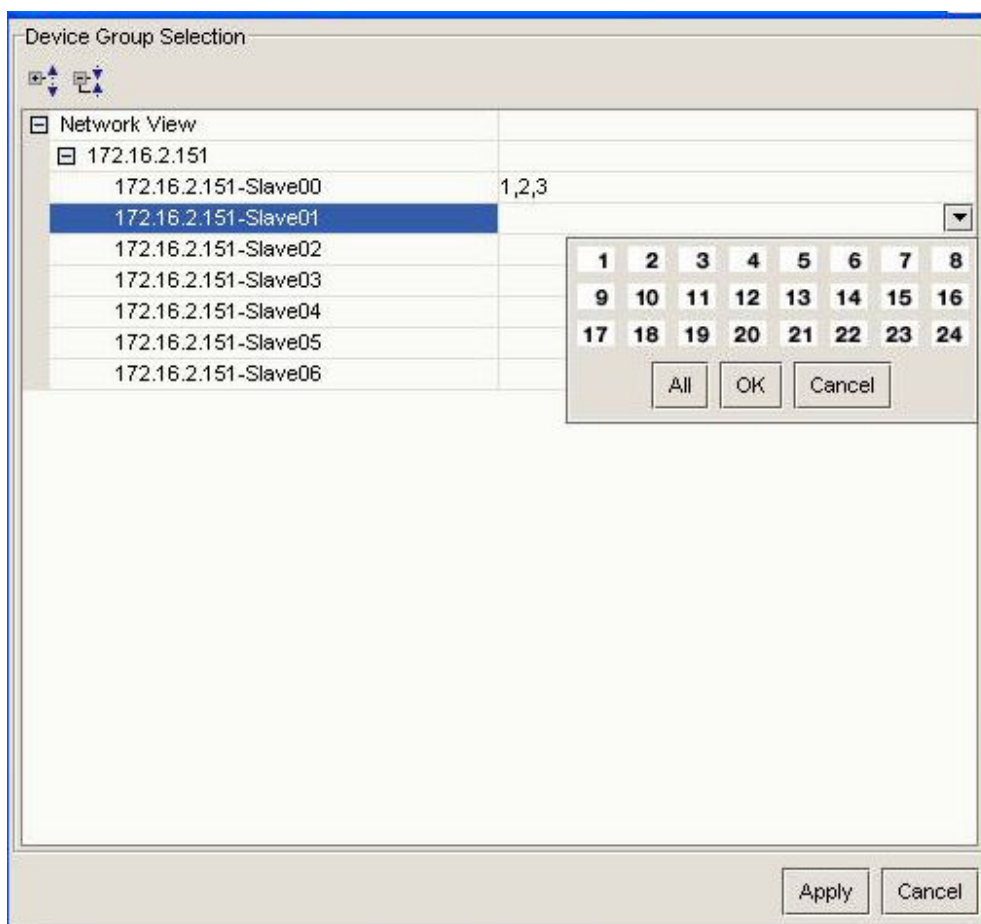 Device Group Selection
Network View
172.16.2.151
172.16.2.151-Slave00 1,2,3
172.16.2.151-Slave01
172.16.2.151-Slave02
172.16.2.151-Slave03
172.16.2.151-Slave04
172.16.2.151-Slave05
172.16.2.151-Slave06
1 2 3 4 5 6 7 8
9 10 11 12 13 14 15 16
17 18 19 20 21 22 23 24
All OK Cancel
Apply Cancel